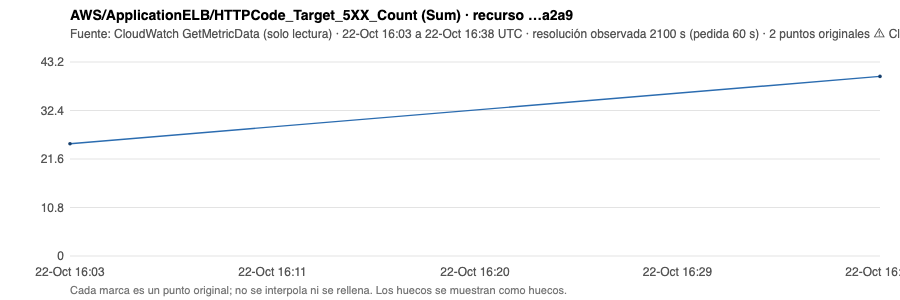 AWS/ApplicationELB/HTTPCode_Target_5XX_Count (Sum) · recurso …a2a9
Fuente: CloudWatch GetMetricData (solo lectura) · 22-Oct 16:03 a 22-Oct 16:38 UTC · resolución observada 2100 s (pedida 60 s) · 2 puntos originales ⚠ Cl
43.2
32.4
21.6
10.8
0
22-Oct 16:03 22-Oct 16:11 22-Oct 16:20 22-Oct 16:29 22-Oct 16:
Cada marca es un punto original; no se interpola ni se rellena. Los huecos se muestran como huecos.